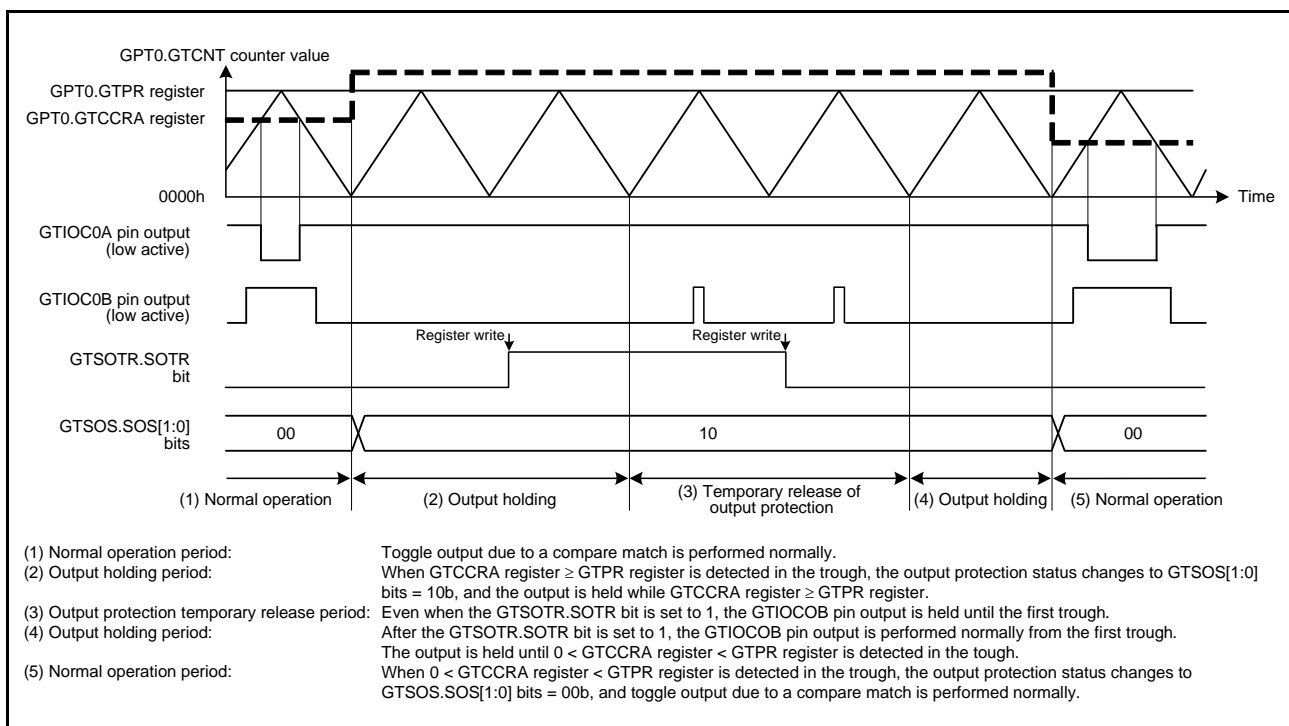 GPT0.GTCNT counter value
GPT0.GTPR register
GPT0.GTCCRA register
0000h
Time
GTIOC0A pin output
(low active)
GTIOC0B pin output
(low active)
Register write
Register write
GTSOTR.SOTR
bit
GTSOS.SOS[1:0]
bits
00
10
00
(1) Normal operation
(2) Output holding
(3) Temporary release of
output protection
(4) Output holding
(5) Normal operation
(1) Normal operation period: Toggle output due to a compare match is performed normally.
(2) Output holding period: When GTCCRA register ≥ GTPR register is detected in the trough, the output protection status changes to GTSOS[1:0]
bits = 10b, and the output is held while GTCCRA register ≥ GTPR register.
(3) Output protection temporary release period: Even when the GTSOTR.SOTR bit is set to 1, the GTIOCOB pin output is held until the first trough.
(4) Output holding period: After the GTSOTR.SOTR bit is set to 1, the GTIOCOB pin output is performed normally from the first trough.
The output is held until 0 < GTCCRA register < GTPR register is detected in the tough.
(5) Normal operation period: When 0 < GTCCRA register < GTPR register is detected in the trough, the output protection status changes to
GTSOS.SOS[1:0] bits = 00b, and toggle output due to a compare match is performed normally.